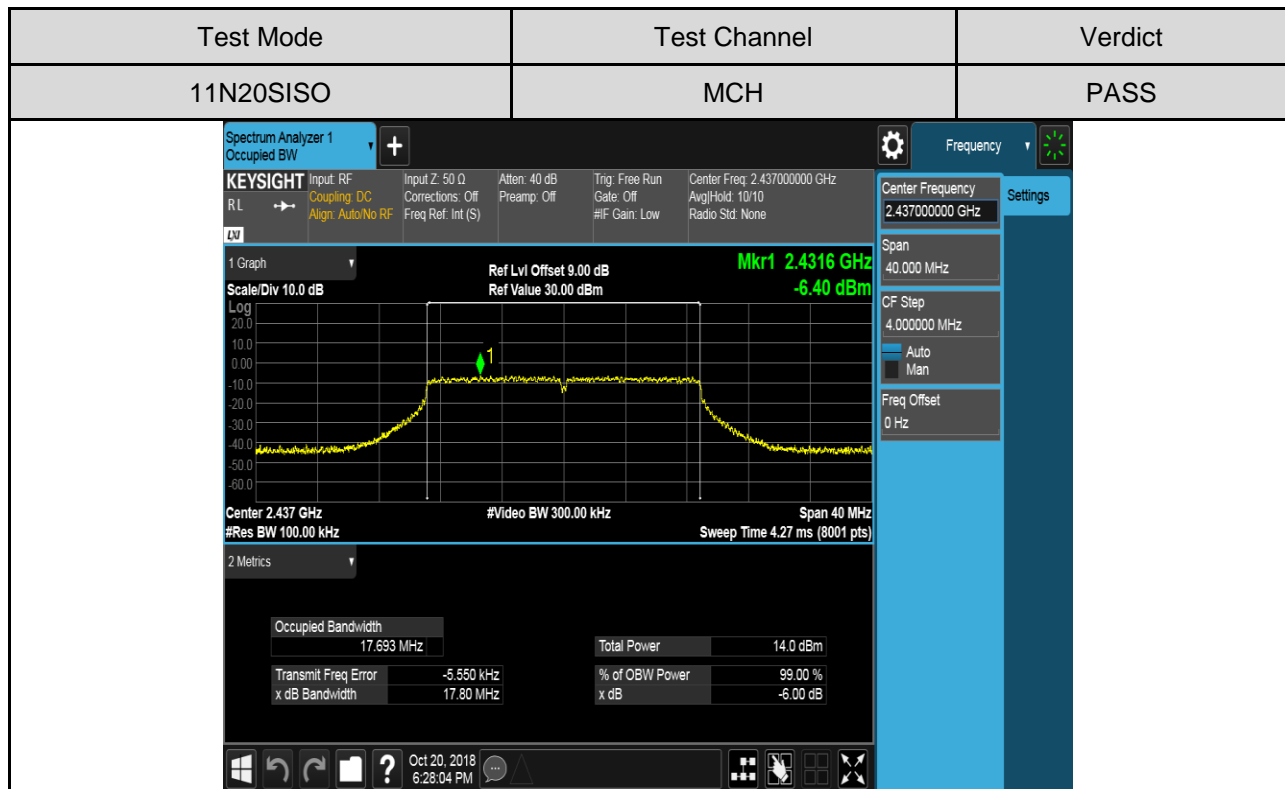 Test Mode Test Channel Verdict
11N20SISO MCH PASS
Spectrum Analyzer 1
Occupied BW
+
Frequency
KEYSIGHT
RL
LXI
Input: RF
Coupling: DC
Align: Auto/No RF
Input Z: 50 Ω
Corrections: Off
Freq Ref: Int (S)
Atten: 40 dB
Preamp: Off
Trig: Free Run
Gate: Off
#IF Gain: Low
Center Freq: 2.437000000 GHz
Avg|Hold: 10/10
Radio Std: None
Center Frequency
2.437000000 GHz
Settings
Span
40.000 MHz
CF Step
4.000000 MHz
Auto
Man
Freq Offset
0 Hz
1 Graph
Scale/Div 10.0 dB
Ref Lvl Offset 9.00 dB
Ref Value 30.00 dBm
Mkr1 2.4316 GHz
-6.40 dBm
Log
20.0
10.0
0.00
-10.0
-20.0
-30.0
-40.0
-50.0
-60.0
1
Center 2.437 GHz #Video BW 300.00 kHz Span 40 MHz
#Res BW 100.00 kHz Sweep Time 4.27 ms (8001 pts)
2 Metrics
Occupied Bandwidth
17.693 MHz
Total Power 14.0 dBm
Transmit Freq Error -5.550 kHz % of OBW Power 99.00 %
x dB Bandwidth 17.80 MHz x dB -6.00 dB
?
Oct 20, 2018
6:28:04 PM